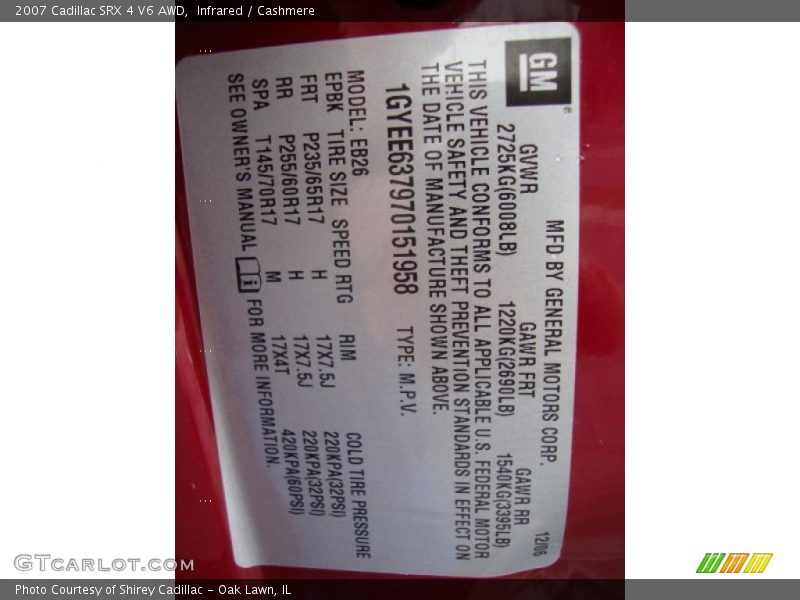 2007 Cadillac SRX 4 V6 AWD,  Infrared / Cashmere
GM
MFD BY GENERAL MOTORS CORP.
12/06
GVWR GAWR FRT GAWR RR
2725KG(6008LB) 1220KG(2690LB) 1540KG(3395LB)
THIS VEHICLE CONFORMS TO ALL APPLICABLE U.S. FEDERAL MOTOR
VEHICLE SAFETY AND THEFT PREVENTION STANDARDS IN EFFECT ON
THE DATE OF MANUFACTURE SHOWN ABOVE.
1GYEE637970151958 TYPE: M.P.V.
MODEL: EB26
EPBK TIRE SIZE SPEED RTG RIM COLD TIRE PRESSURE
FRT P235/65R17 H 17X7.5J 220KPA(32PSI)
RR P255/60R17 H 17X7.5J 220KPA(32PSI)
SPA T145/70R17 M 17X4T 420KPA(60PSI)
SEE OWNER'S MANUAL FOR MORE INFORMATION.
GTCARLOT.COM
Photo Courtesy of Shirey Cadillac - Oak Lawn, IL